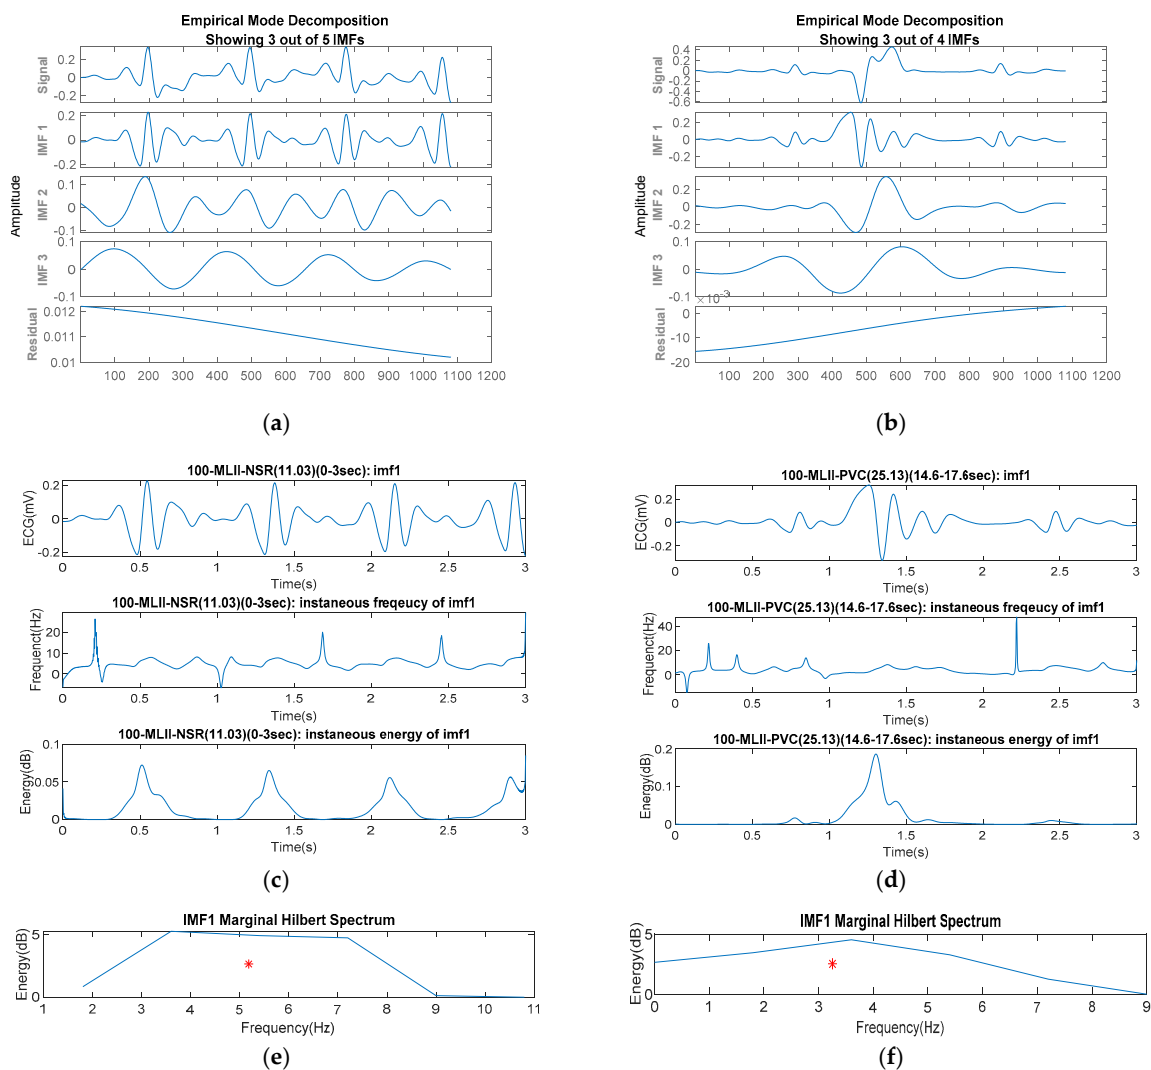 Empirical Mode Decomposition
Showing 3 out of 5 IMFs
Amplitude
Signal
0.2
0
-0.2
IMF 1
0.2
0
-0.2
IMF 2
0.1
0
-0.1
IMF 3
0.1
0
-0.1
Residual
0.012
0.011
0.01
100 200 300 400 500 600 700 800 900 1000 1100 1200
(a)
Empirical Mode Decomposition
Showing 3 out of 4 IMFs
Amplitude
Signal
0.4
0.2
0
-0.2
-0.4
-0.6
IMF 1
0.2
0
-0.2
IMF 2
0.2
0
-0.2
IMF 3
0.1
0
-0.1
×10-3
Residual
0
-10
-20
100 200 300 400 500 600 700 800 900 1000 1100 1200
(b)
100-MLII-NSR(11.03)(0-3sec): imf1
ECG(mV)
0.2
0
-0.2
0 0.5 1 1.5 2 2.5 3
Time(s)
100-MLII-NSR(11.03)(0-3sec): instaneous freqeucy of imf1
Frequenct(Hz)
20
10
0
0 0.5 1 1.5 2 2.5 3
Time(s)
100-MLII-NSR(11.03)(0-3sec): instaneous energy of imf1
Energy(dB)
0.1
0.05
0
0 0.5 1 1.5 2 2.5 3
Time(s)
(c)
100-MLII-PVC(25.13)(14.6-17.6sec): imf1
ECG(mV)
0.2
0
-0.2
0 0.5 1 1.5 2 2.5 3
Time(s)
100-MLII-PVC(25.13)(14.6-17.6sec): instaneous freqeucy of imf1
Frequenct(Hz)
40
20
0
0 0.5 1 1.5 2 2.5 3
Time(s)
100-MLII-PVC(25.13)(14.6-17.6sec): instaneous energy of imf1
Energy(dB)
0.2
0.1
0
0 0.5 1 1.5 2 2.5 3
Time(s)
(d)
IMF1 Marginal Hilbert Spectrum
Energy(dB)
5
0
1 2 3 4 5 6 7 8 9 10 11
Frequency(Hz)
(e)
IMF1 Marginal Hilbert Spectrum
Energy(dB)
5
0
0 1 2 3 4 5 6 7 8 9
Frequency(Hz)
(f)